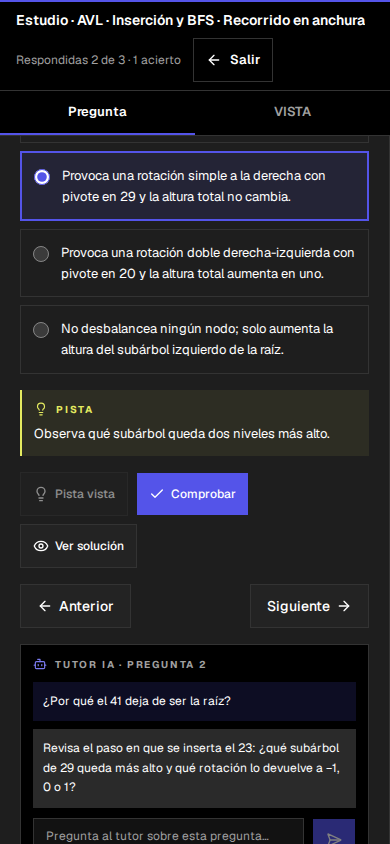 Estudio · AVL · Inserción y BFS · Recorrido en anchura
Respondidas 2 de 3 · 1 acierto
Salir
Pregunta
VISTA
Provoca una rotación simple a la derecha con
pivote en 29 y la altura total no cambia.
Provoca una rotación doble derecha-izquierda con
pivote en 20 y la altura total aumenta en uno.
No desbalancea ningún nodo; solo aumenta la
altura del subárbol izquierdo de la raíz.
PISTA
Observa qué subárbol queda dos niveles más alto.
Pista vista
Comprobar
Ver solución
Anterior
Siguiente
TUTOR IA · PREGUNTA 2
¿Por qué el 41 deja de ser la raíz?
Revisa el paso en que se inserta el 23: ¿qué subárbol
de 29 queda más alto y qué rotación lo devuelve a −1,
0 o 1?
Pregunta al tutor sobre esta pregunta…